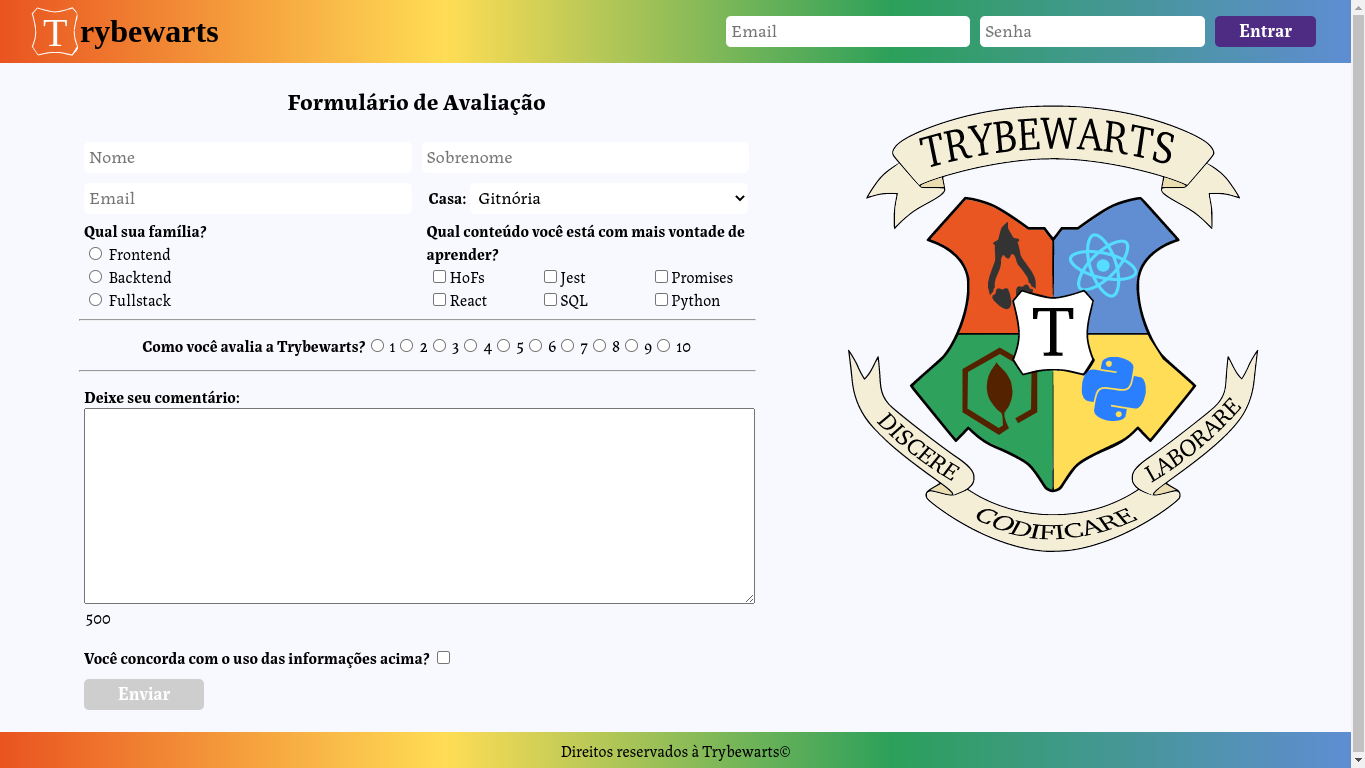 Trybewarts
Email Senha Entrar
Formulário de Avaliação
Nome Sobrenome
Email Casa: Gitnória
Qual sua família?
Frontend
Backtend
Fullstack
Qual conteúdo você está com mais vontade de
aprender?
HoFs Jest Promises
React SQL Python
Como você avalia a Trybewarts? 1 2 3 4 5 6 7 8 9 10
Deixe seu comentário:
500
Você concorda com o uso das informações acima?
Enviar
TRYBEWARTS
T
DISCERE
CODIFICARE
LABORARE
Direitos reservados à Trybewarts©